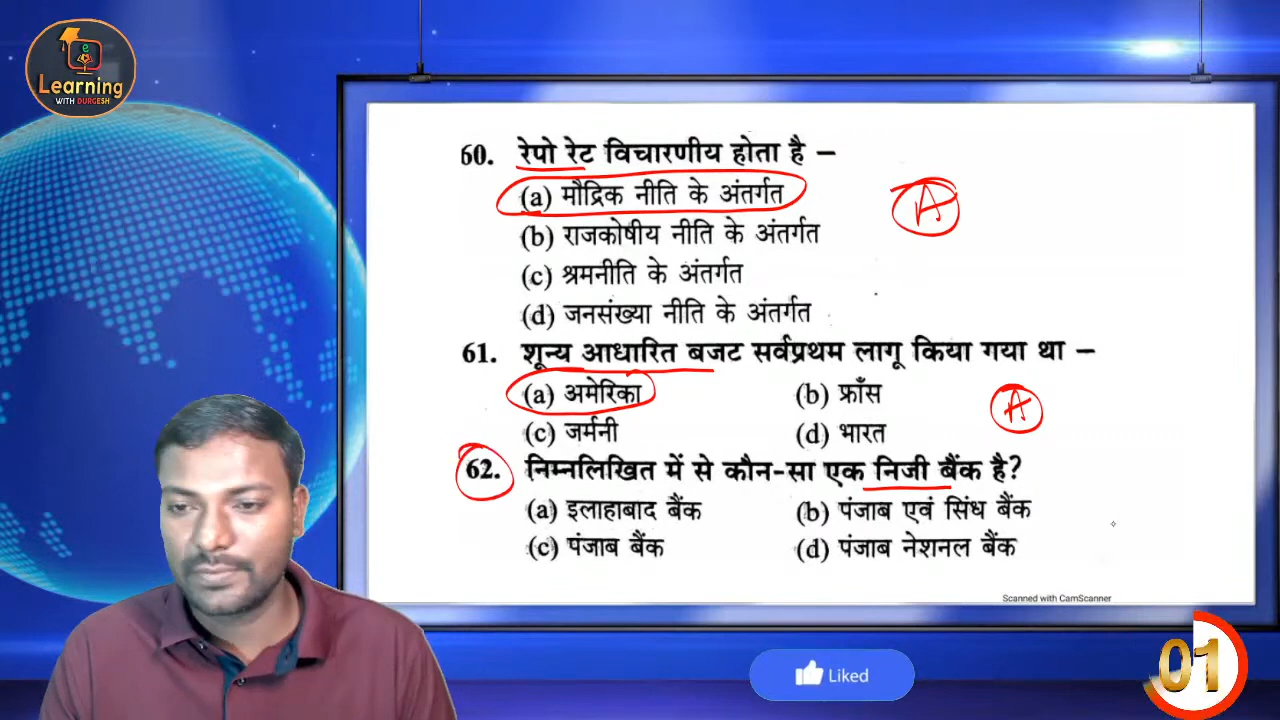 e
Learning
WITH DURGESH
60. रेपो रेट विचारणीय होता है –
(a) मौद्रिक नीति के अंतर्गत
A
(b) राजकोषीय नीति के अंतर्गत
(c) श्रमनीति के अंतर्गत
(d) जनसंख्या नीति के अंतर्गत
61. शून्य आधारित बजट सर्वप्रथम लागू किया गया था –
(a) अमेरिका (b) फ्राँस
A
(c) जर्मनी (d) भारत
62. निम्नलिखित में से कौन-सा एक निजी बैंक है?
(a) इलाहाबाद बैंक (b) पंजाब एवं सिंध बैंक
(c) पंजाब बैंक (d) पंजाब नेशनल बैंक
Scanned with CamScanner
01
Liked